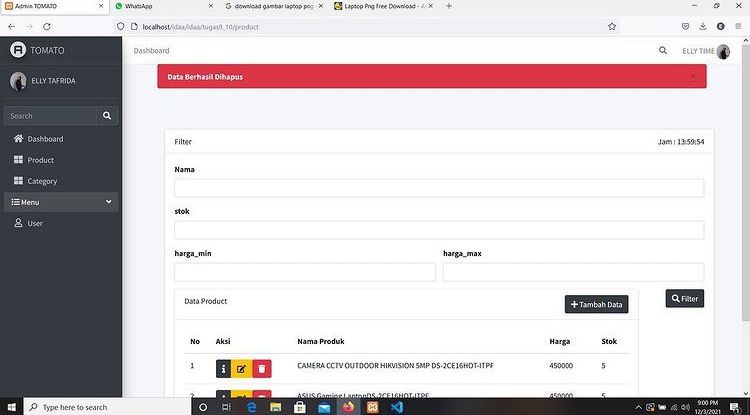 Admin TOMATO
WhatsApp
download gambar laptop png
Laptop Png Free Download - A
localhost/idaa/idaa/tugas9_10/product
TOMATO
Dashboard
ELLY TIME
ELLY TAFRIDA
Data Berhasil Dihapus
Search
Dashboard
Product
Category
Menu
User
Filter
Jam : 13:59:54
Nama
stok
harga_min
harga_max
Data Product
Tambah Data
Filter
No Aksi Nama Produk Harga Stok
1 CAMERA CCTV OUTDOOR HIKVISION 5MP DS-2CE16HOT-ITPF 450000 5
2 ASUS Gaming LaptopDS-2CE16HOT-ITPF 450000 5
Type here to search
9:00 PM
12/3/2021